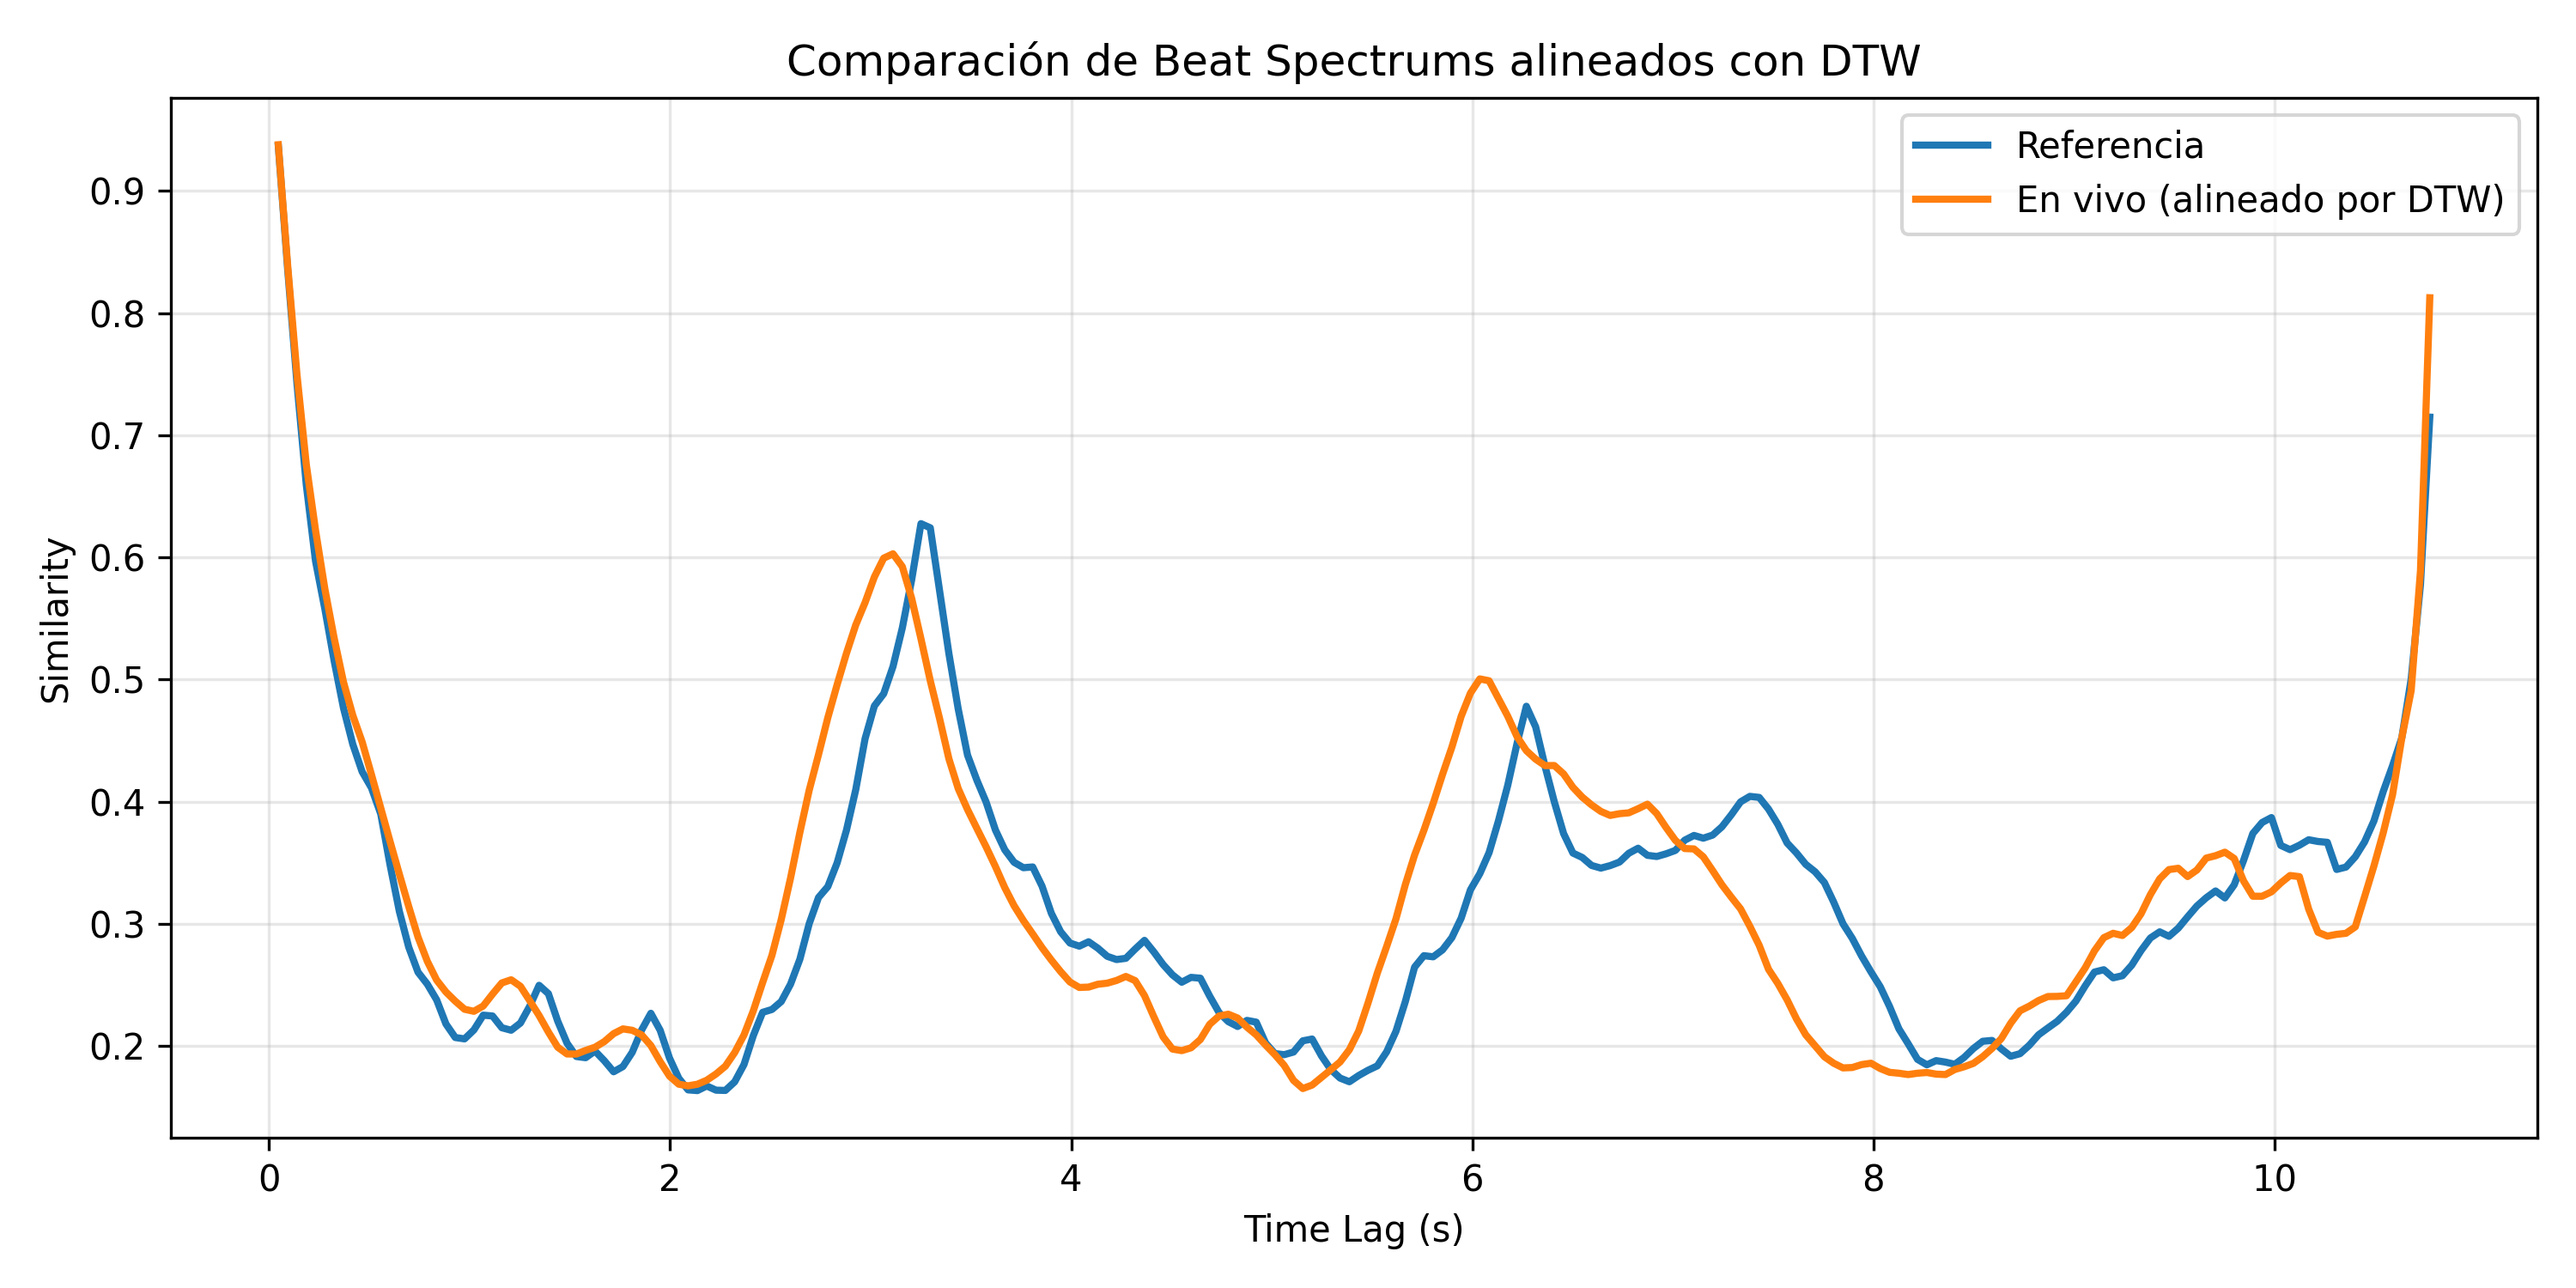 Comparación de Beat Spectrums alineados con DTW
Referencia
En vivo (alineado por DTW)
0.9
0.8
0.7
0.6
0.5
0.4
0.3
0.2
Similarity
0 2 4 6 8 10
Time Lag (s)